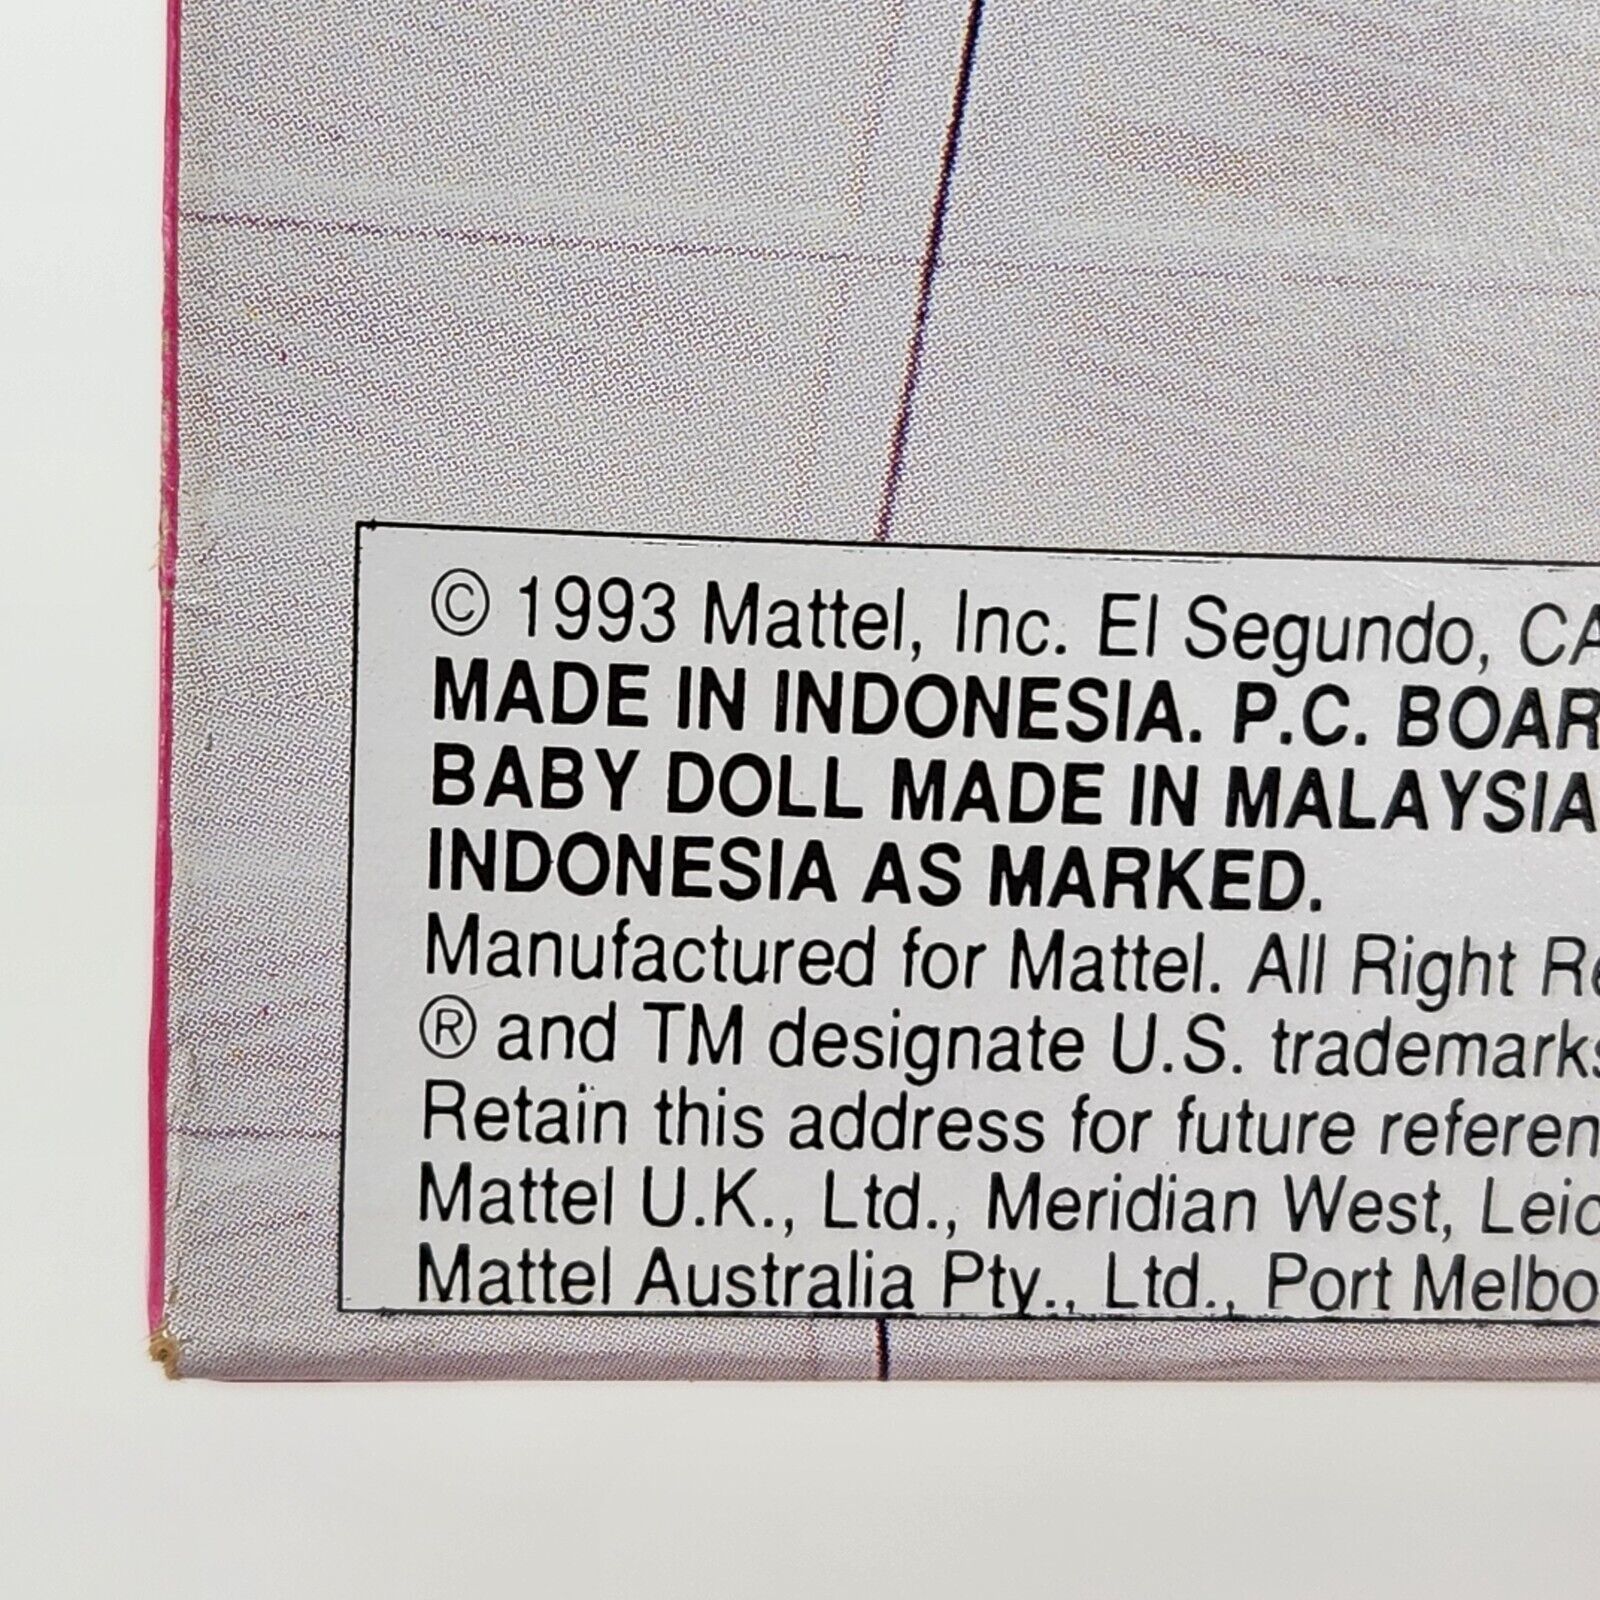 © 1993 Mattel, Inc. El Segundo, CA
MADE IN INDONESIA. P.C. BOAR
BABY DOLL MADE IN MALAYSIA
INDONESIA AS MARKED.
Manufactured for Mattel. All Right Re
® and TM designate U.S. trademarks
Retain this address for future referen
Mattel U.K., Ltd., Meridian West, Leic
Mattel Australia Pty., Ltd., Port Melbo